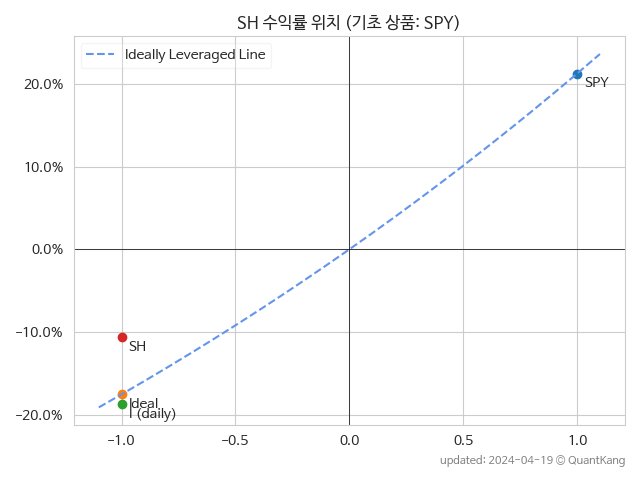 SH 수익률 위치 (기초 상품: SPY)
Ideally Leveraged Line
20.0%
SPY
10.0%
0.0%
-10.0%
SH
Ideal
I (daily)
-20.0%
-1.0
-0.5
0.0
0.5
1.0
updated: 2024-04-19 © QuantKang